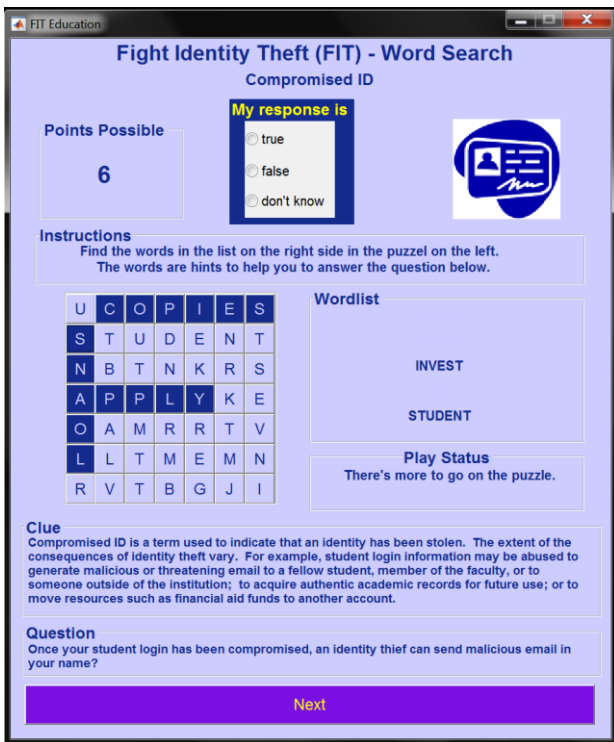 FIT Education
Fight Identity Theft (FIT) - Word Search
Compromised ID
My response is
true
false
don't know
Points Possible
6
Instructions
Find the words in the list on the right side in the puzzel on the left.
The words are hints to help you to answer the question below.
U C O P I E S
S T U D E N T
N B T N K R S
A P P L Y K E
O A M R R T V
L L T M E M N
R V T B G J I
Wordlist
INVEST
STUDENT
Play Status
There's more to go on the puzzle.
Clue
Compromised ID is a term used to indicate that an identity has been stolen. The extent of the
consequences of identity theft vary. For example, student login information may be abused to
generate malicious or threatening email to a fellow student, member of the faculty, or to
someone outside of the institution; to acquire authentic academic records for future use; or to
move resources such as financial aid funds to another account.
Question
Once your student login has been compromised, an identity thief can send malicious email in
your name?
Next